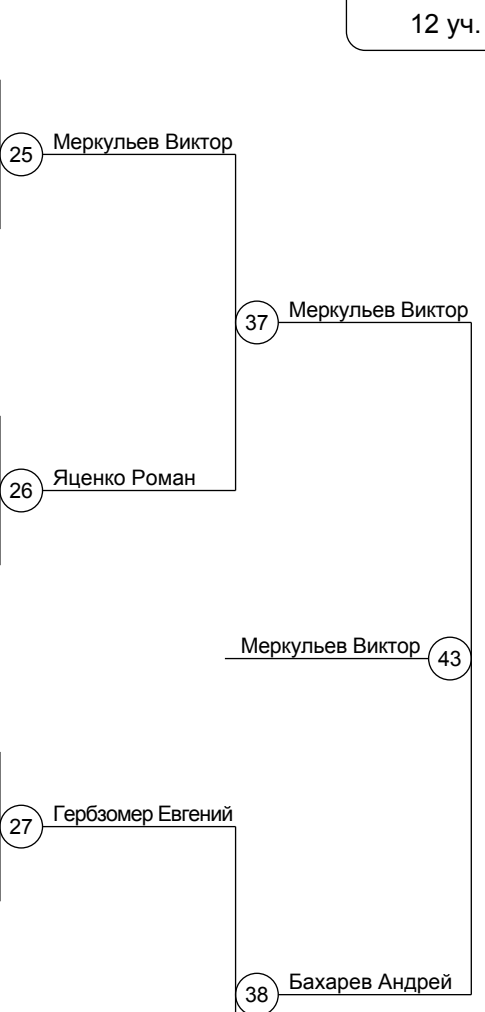 12 уч.
25
Меркульев Виктор
37
Меркульев Виктор
26
Яценко Роман
Меркульев Виктор
43
27
Гербзомер Евгений
38
Бахарев Андрей